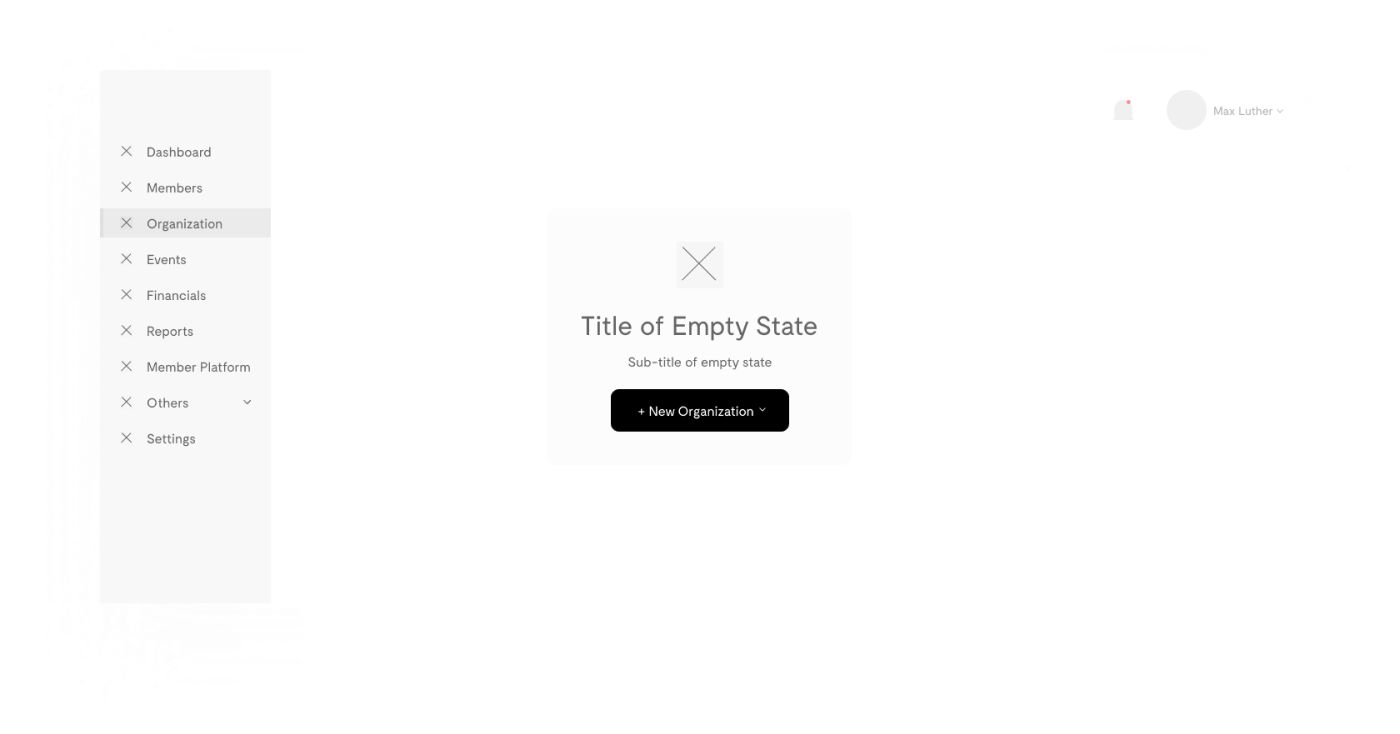 Max Luther
Dashboard
Members
Organization
Events
Financials
Reports
Member Platform
Others
Settings
Title of Empty State
Sub-title of empty state
+ New Organization